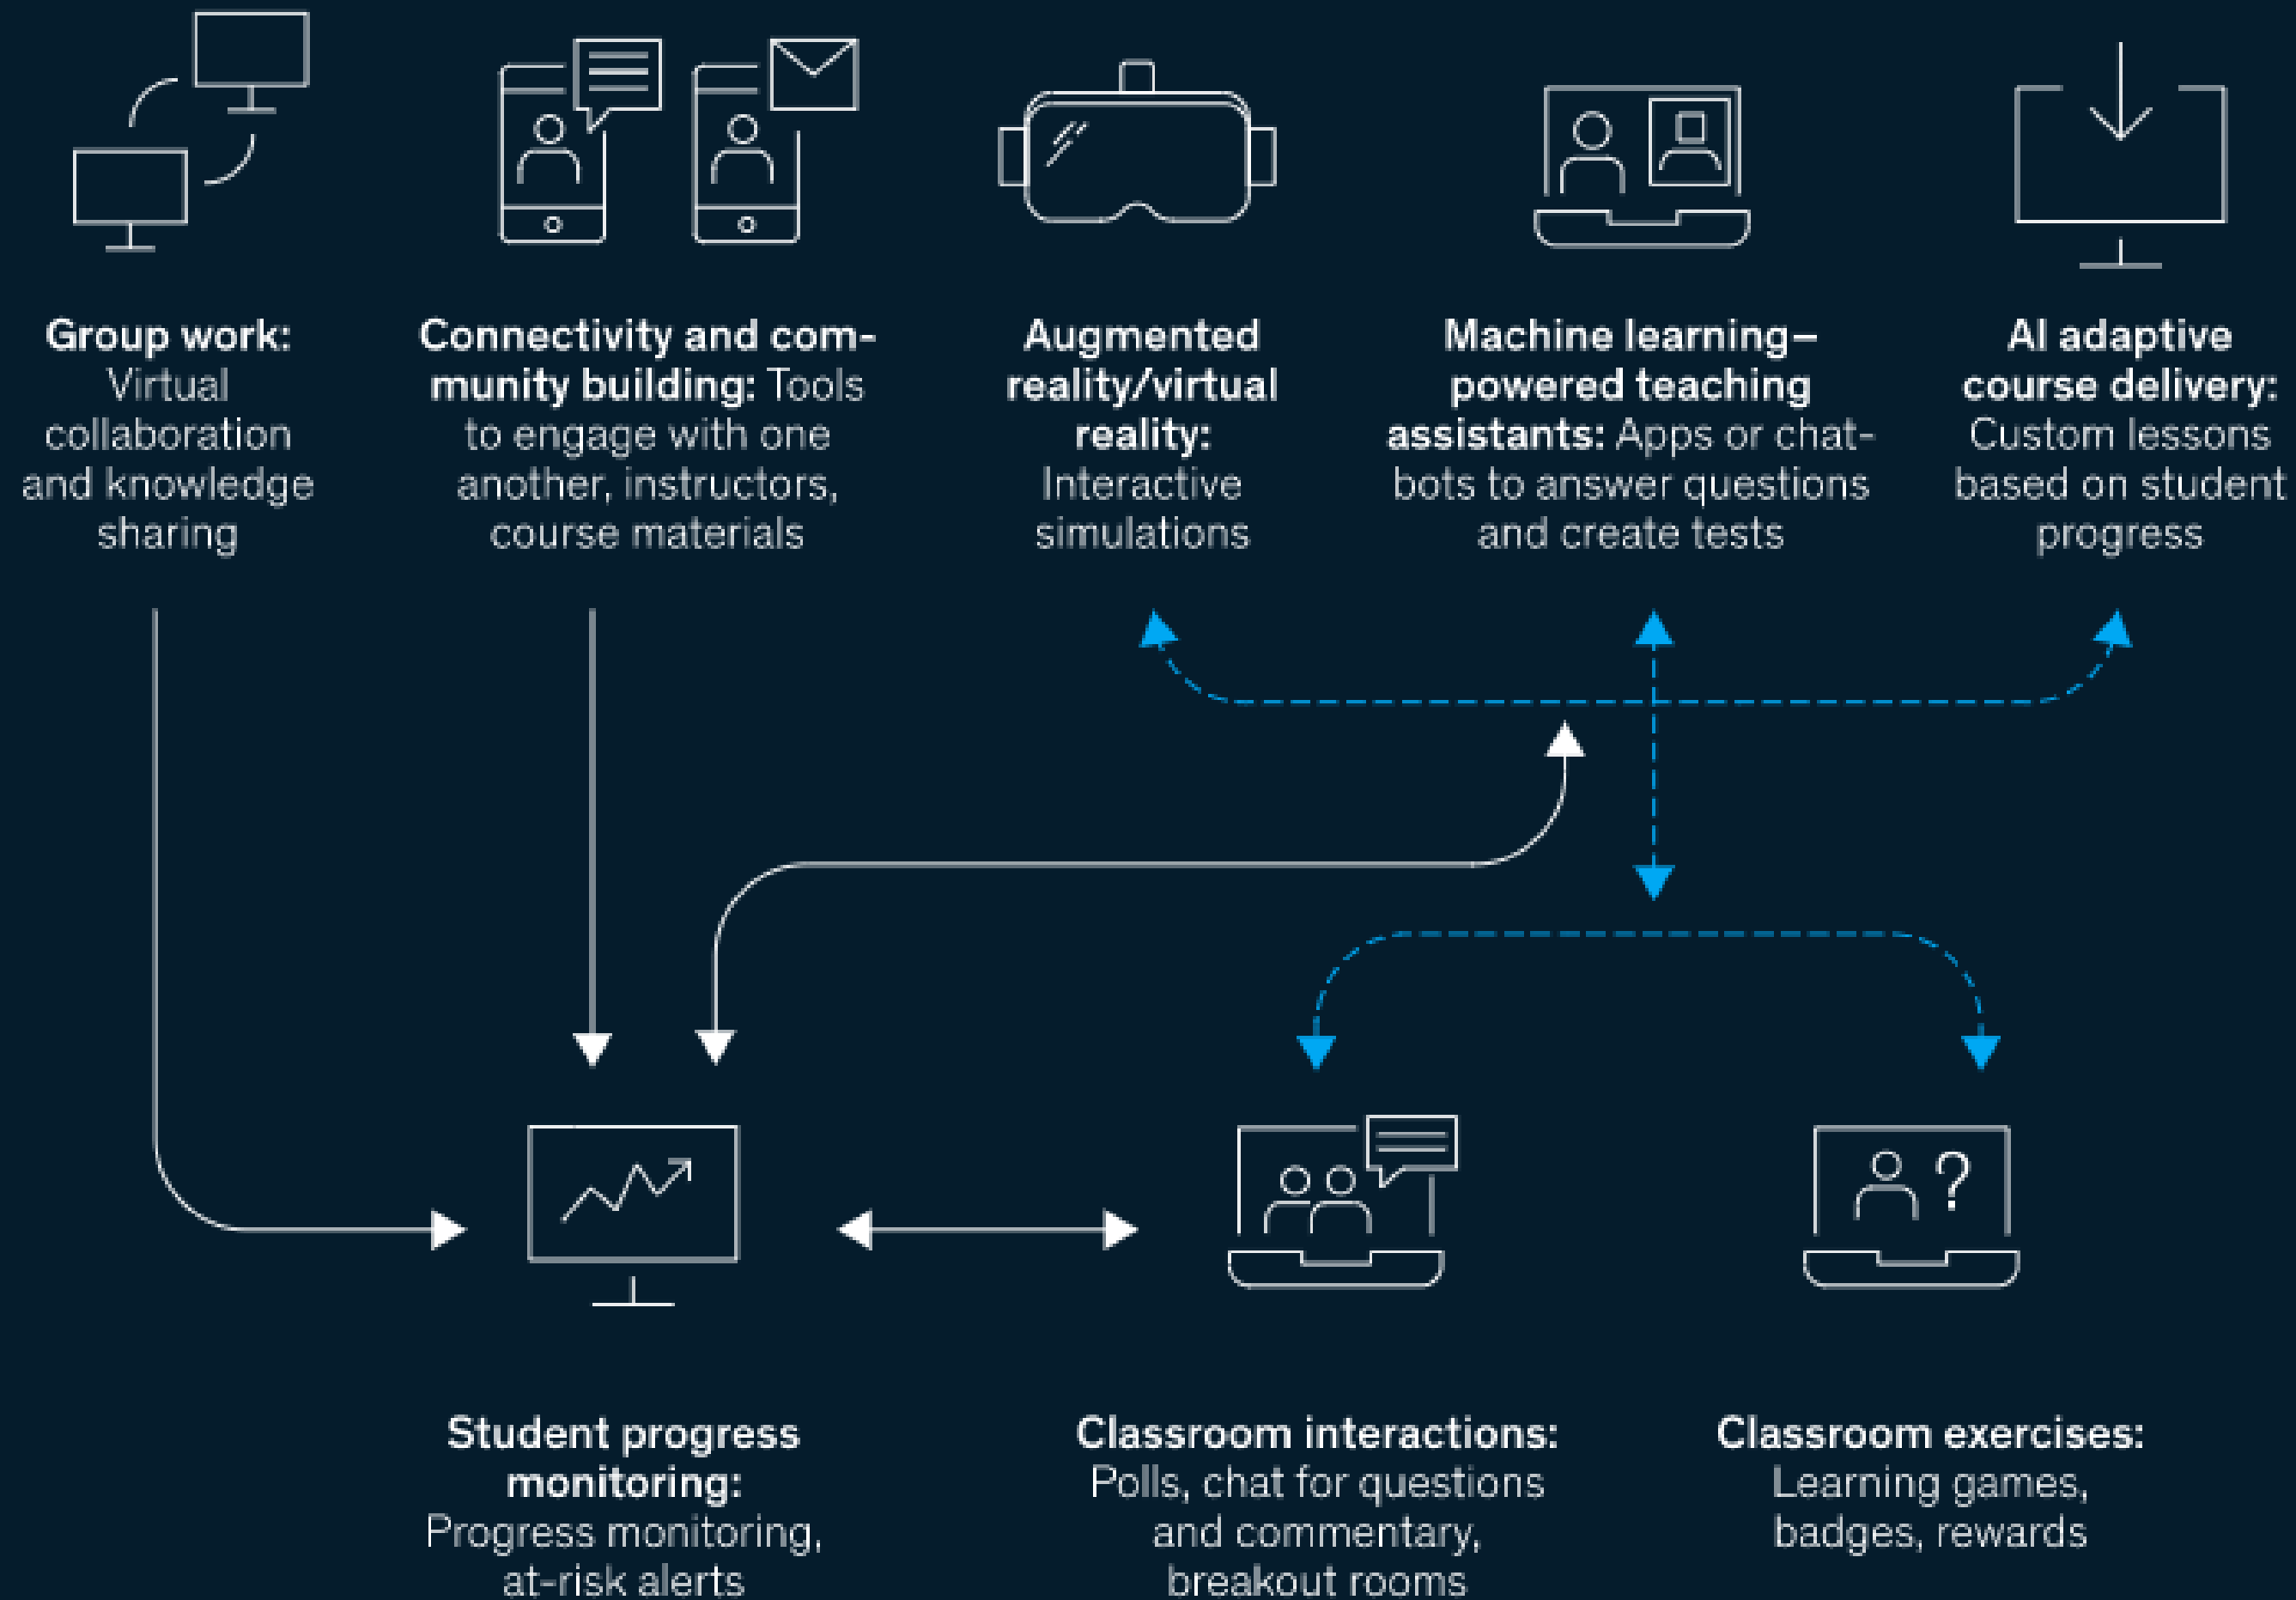 Group work:
Virtual
collaboration
and knowledge
sharing
Connectivity and com-
munity building: Tools
to engage with one
another, instructors,
course materials
Augmented
reality/virtual
reality:
Interactive
simulations
Machine learning–
powered teaching
assistants: Apps or chat-
bots to answer questions
and create tests
AI adaptive
course delivery:
Custom lessons
based on student
progress
?
Student progress
monitoring:
Progress monitoring,
at-risk alerts
Classroom interactions:
Polls, chat for questions
and commentary,
breakout rooms
Classroom exercises:
Learning games,
badges, rewards